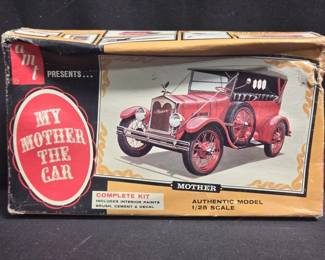 amt
PRESENTS...
MY
MOTHER
THE
CAR
MOTHER
COMPLETE KIT
INCLUDES INTERIOR PAINTS
BRUSH, CEMENT & DECAL
AUTHENTIC MODEL
1/25 SCALE